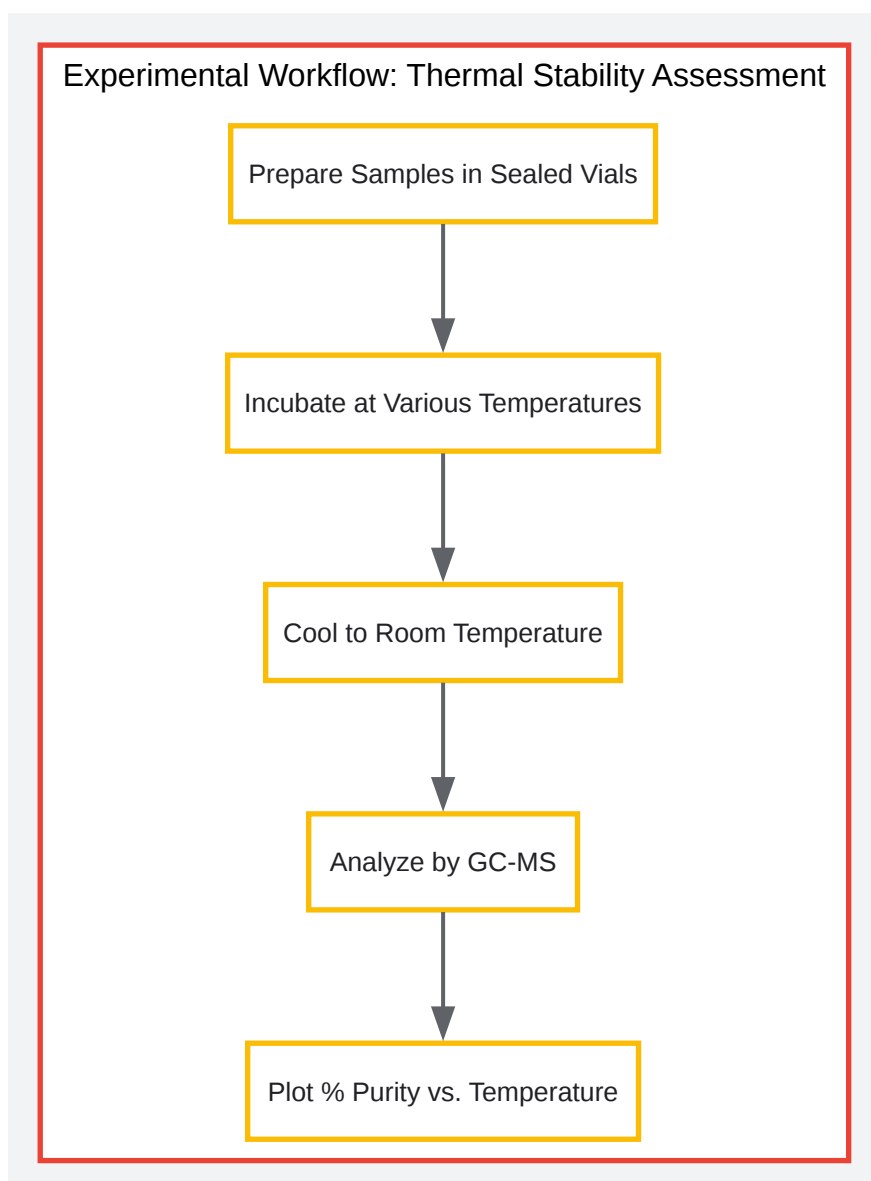 Experimental Workflow: Thermal Stability Assessment
Prepare Samples in Sealed Vials
Incubate at Various Temperatures
Cool to Room Temperature
Analyze by GC-MS
Plot % Purity vs. Temperature